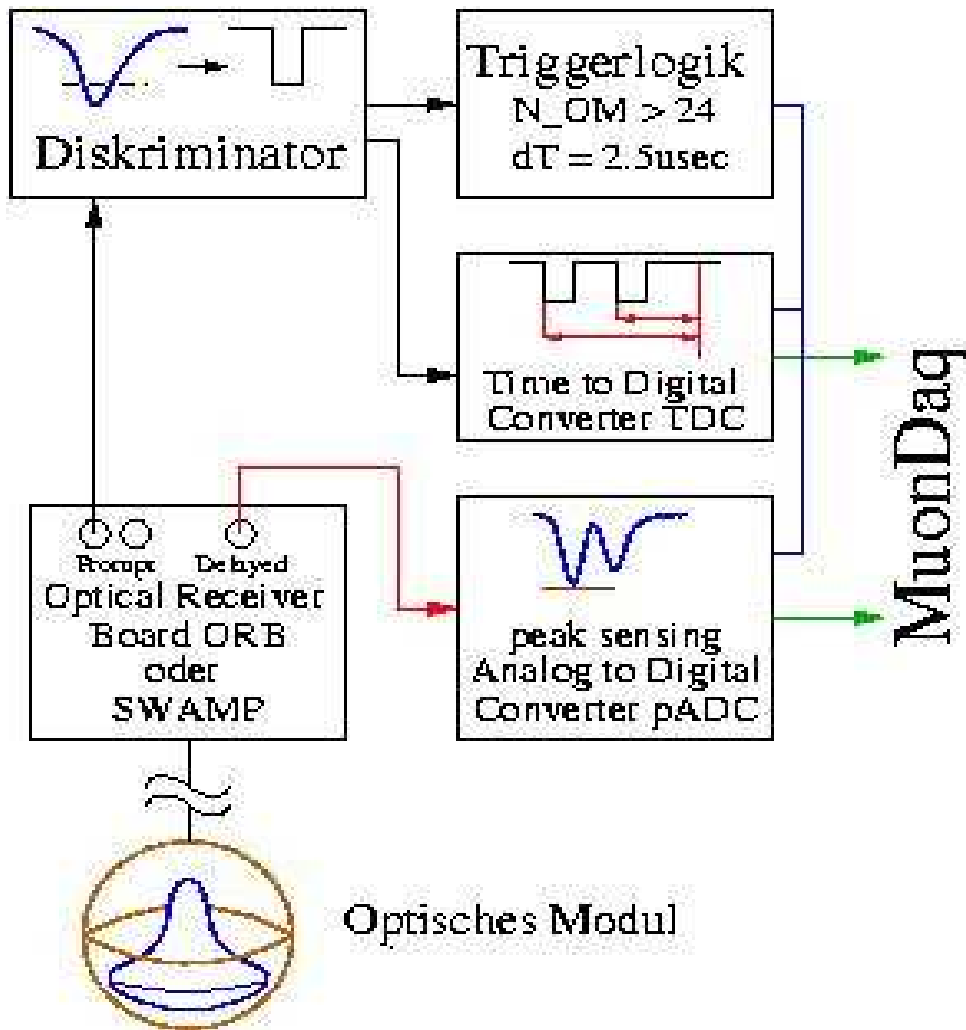 Diskriminator
Triggerlogik
N_OM > 24
dT = 2.5usec
Time to Digital
Converter TDC
Prompt
Delayed
Optical Receiver
Board ORB
oder
SWAMP
peak sensing
Analog to Digital
Converter pADC
MuonDaq
Optisches Modul